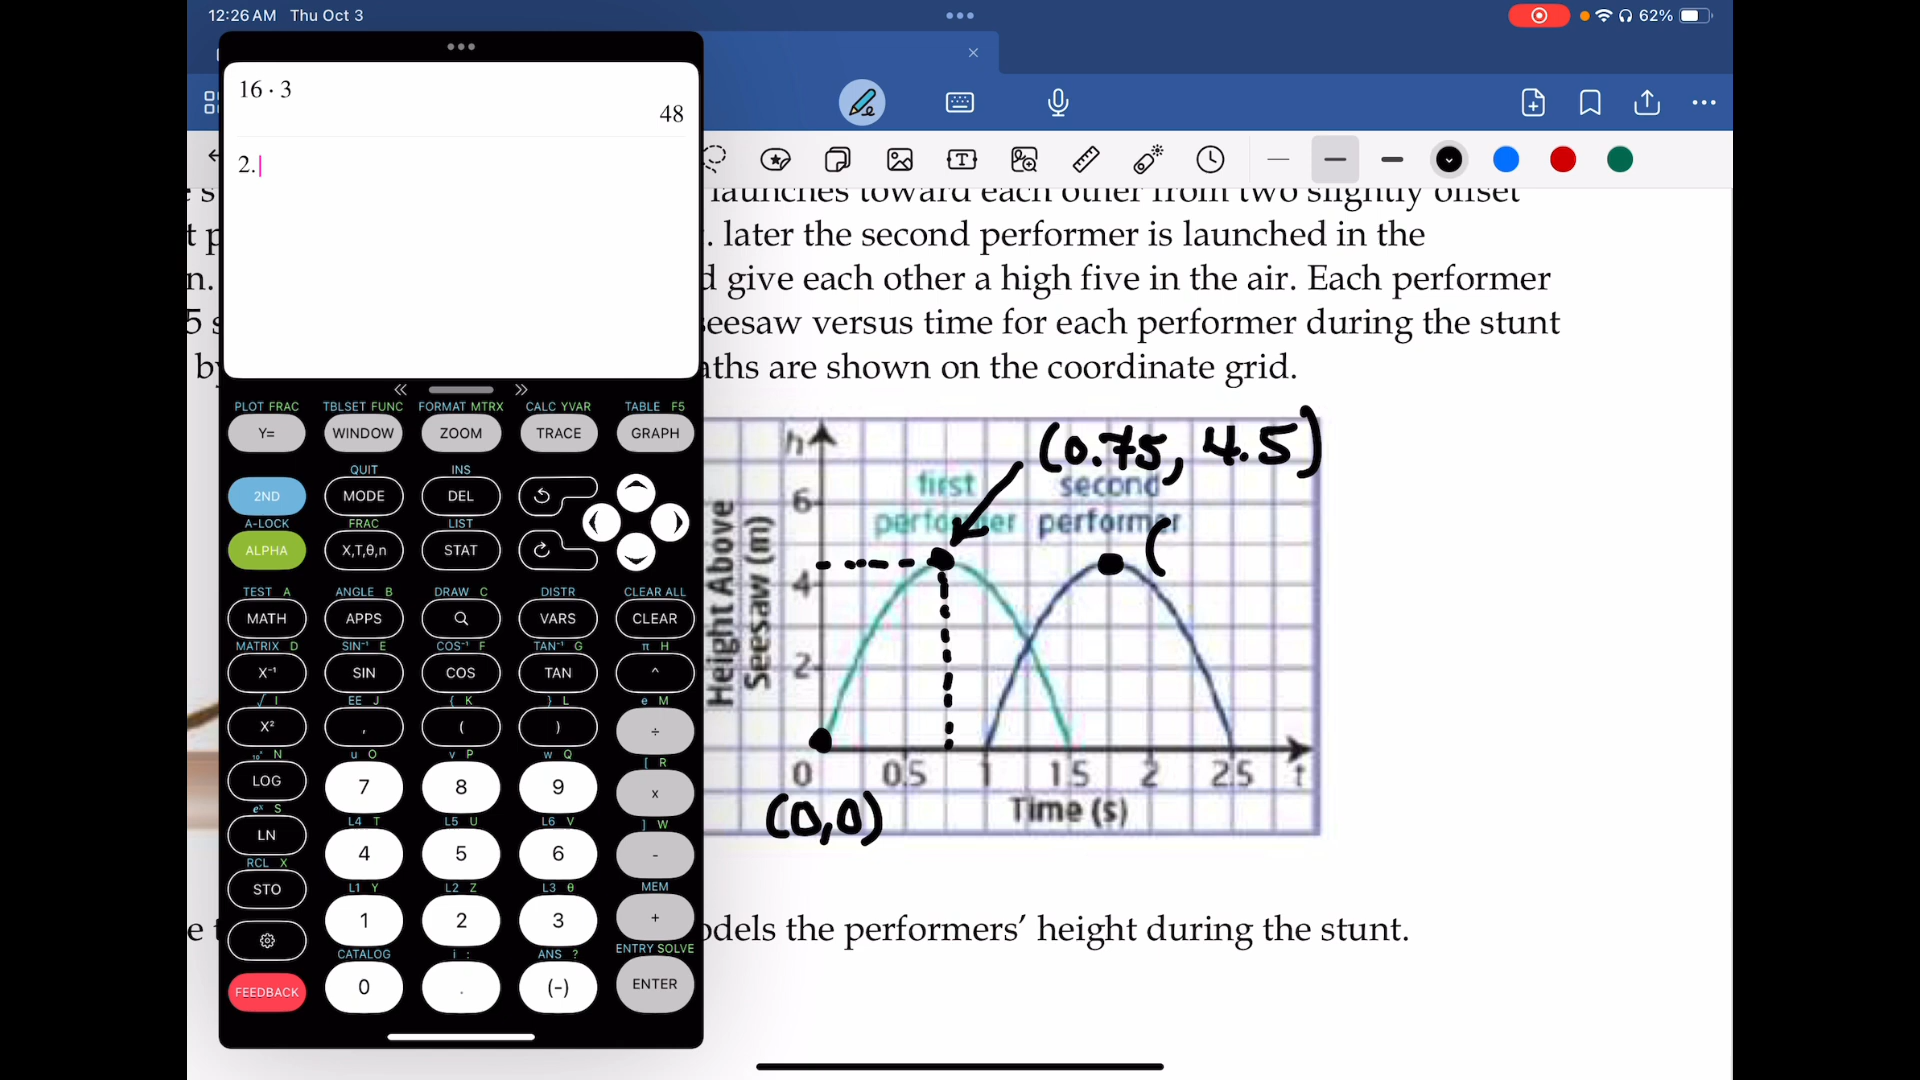 12:26 AM Thu Oct 3
62%
16 · 3
48
2.
launches toward each other from two slightly offset
. later the second performer is launched in the
n. d give each other a high five in the air. Each performer
5 s seesaw versus time for each performer during the stunt
by aths are shown on the coordinate grid.
PLOT FRAC TBLSET FUNC FORMAT MTRX CALC YVAR TABLE F5
Y= WINDOW ZOOM TRACE GRAPH
QUIT INS
2ND MODE DEL
A-LOCK FRAC LIST
ALPHA X,T,θ,n STAT
TEST A ANGLE B DRAW C DISTR CLEAR ALL
MATH APPS VARS CLEAR
MATRIX D SIN⁻¹ E COS⁻¹ F TAN⁻¹ G π H
X⁻¹ SIN COS TAN ^
√ I EE J { K } L e M
X² , ( ) ÷
10ˣ N u O v P w Q [ R
LOG 7 8 9 x
eˣ S L4 T L5 U L6 V ] W
LN 4 5 6 -
RCL X L1 Y L2 Z L3 θ MEM
STO 1 2 3 +
CATALOG i : ANS ? ENTRY SOLVE
FEEDBACK 0 . (-) ENTER
h
(0.75, 4.5)
first
performer
second
performer
(
Height Above
Seesaw (m)
6
4
2
0 0.5 1 1.5 2 2.5 t
Time (s)
(0,0)
odels the performers’ height during the stunt.